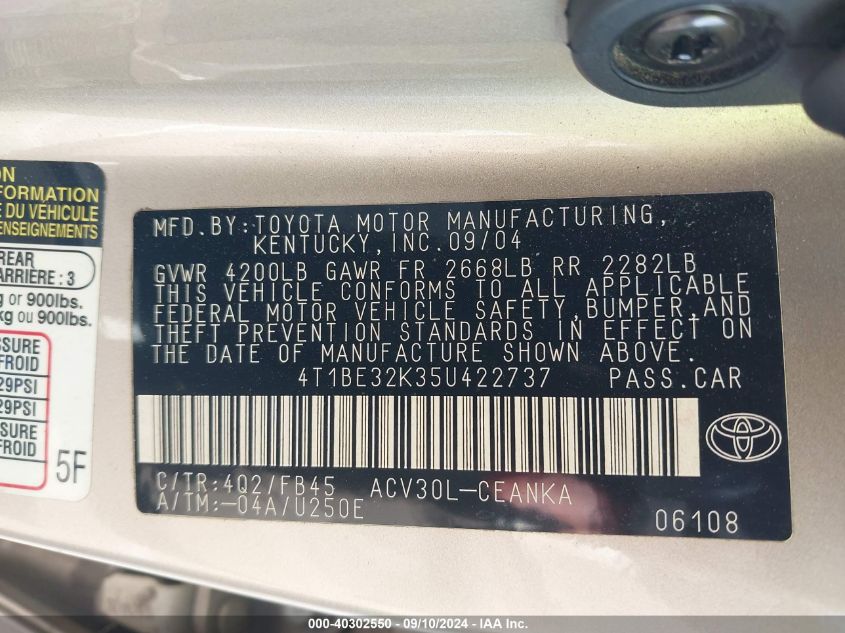 ON
FORMATION
E DU VÉHICULE
ENSEIGNEMENTS
REAR
ARRIÈRE : 3
g or 900lbs.
kg ou 900lbs.
SSURE
FROID
29PSI
29PSI
SSURE
FROID
5F
MFD. BY: TOYOTA MOTOR MANUFACTURING,
KENTUCKY, INC. 09/04
GVWR 4200LB GAWR FR 2668LB RR 2282LB
THIS VEHICLE CONFORMS TO ALL APPLICABLE
FEDERAL MOTOR VEHICLE SAFETY, BUMPER, AND
THEFT PREVENTION STANDARDS IN EFFECT ON
THE DATE OF MANUFACTURE SHOWN ABOVE.
4T1BE32K35U422737 PASS.CAR
C/TR:4Q2/FB45 ACV30L-CEANKA
A/TM:-04A/U250E
06108
000-40302550 - 09/10/2024 - IAA Inc.